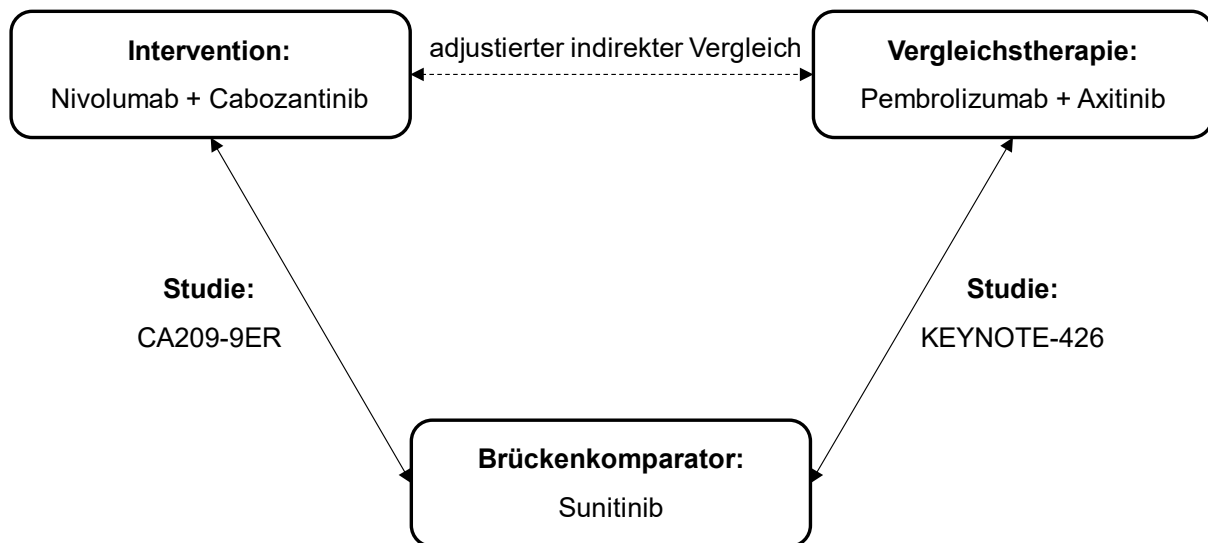 Intervention:
Nivolumab + Cabozantinib
adjustierter indirekter Vergleich
Vergleichstherapie:
Pembrolizumab + Axitinib
Studie:
CA209-9ER
Studie:
KEYNOTE-426
Brückenkomparator:
Sunitinib